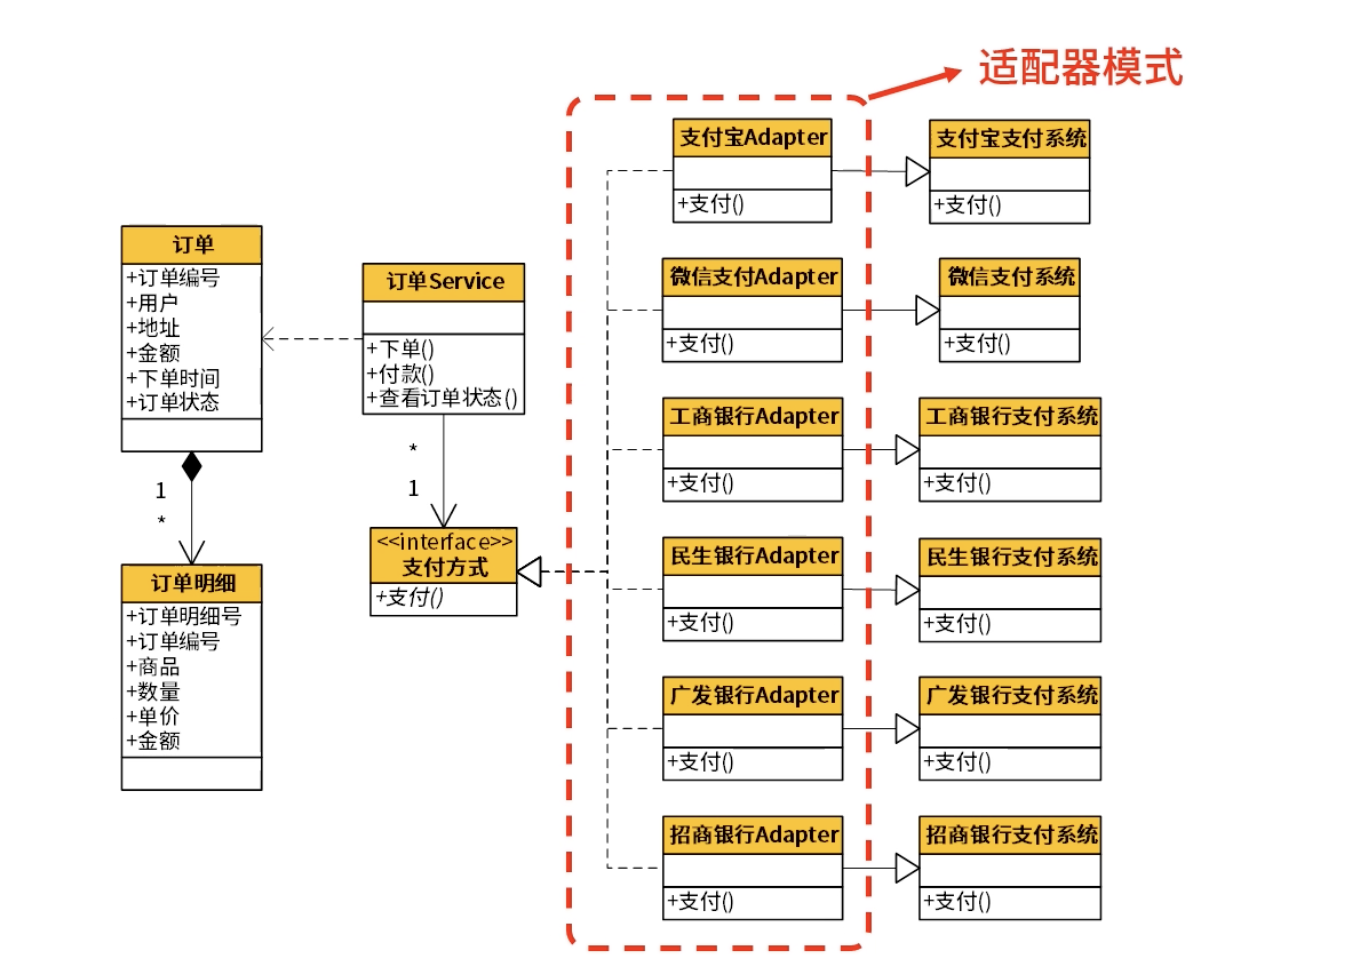 适配器模式
订单
+订单编号
+用户
+地址
+金额
+下单时间
+订单状态
1
*
订单明细
+订单明细号
+订单编号
+商品
+数量
+单价
+金额
订单Service
+下单()
+付款()
+查看订单状态()
*
1
<<interface>>
支付方式
+支付()
支付宝Adapter
+支付()
支付宝支付系统
+支付()
微信支付Adapter
+支付()
微信支付系统
+支付()
工商银行Adapter
+支付()
工商银行支付系统
+支付()
民生银行Adapter
+支付()
民生银行支付系统
+支付()
广发银行Adapter
+支付()
广发银行支付系统
+支付()
招商银行Adapter
+支付()
招商银行支付系统
+支付()